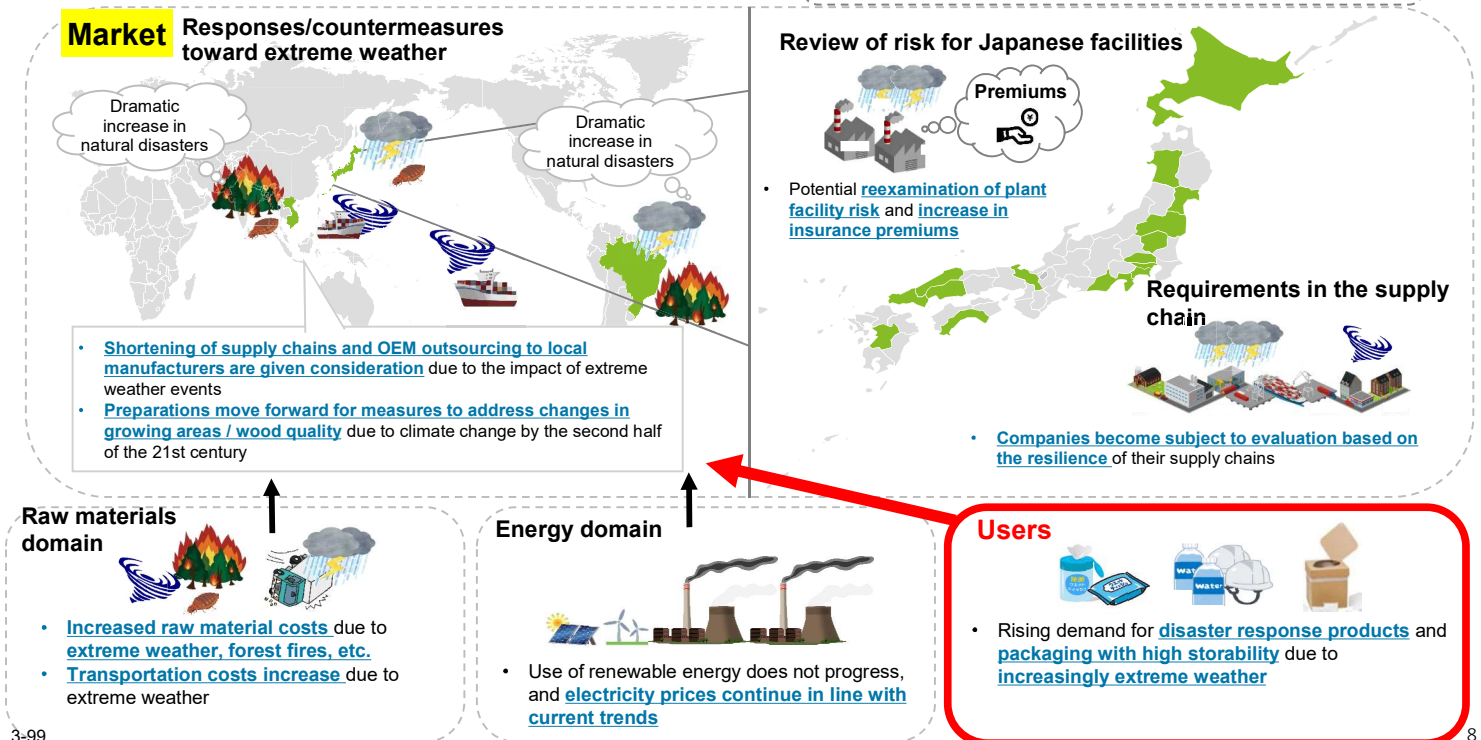 Market
Responses/countermeasures
toward extreme weather
Dramatic
increase in
natural disasters
Dramatic
increase in
natural disasters
• Shortening of supply chains and OEM outsourcing to local
manufacturers are given consideration due to the impact of extreme
weather events
• Preparations move forward for measures to address changes in
growing areas / wood quality due to climate change by the second half
of the 21st century
Review of risk for Japanese facilities
Premiums
¥
• Potential reexamination of plant
facility risk and increase in
insurance premiums
Requirements in the supply
chain
• Companies become subject to evaluation based on
the resilience of their supply chains
Raw materials
domain
• Increased raw material costs due to
extreme weather, forest fires, etc.
• Transportation costs increase due to
extreme weather
Energy domain
• Use of renewable energy does not progress,
and electricity prices continue in line with
current trends
Users
Water
Water
• Rising demand for disaster response products and
packaging with high storability due to
increasingly extreme weather
3-99
8